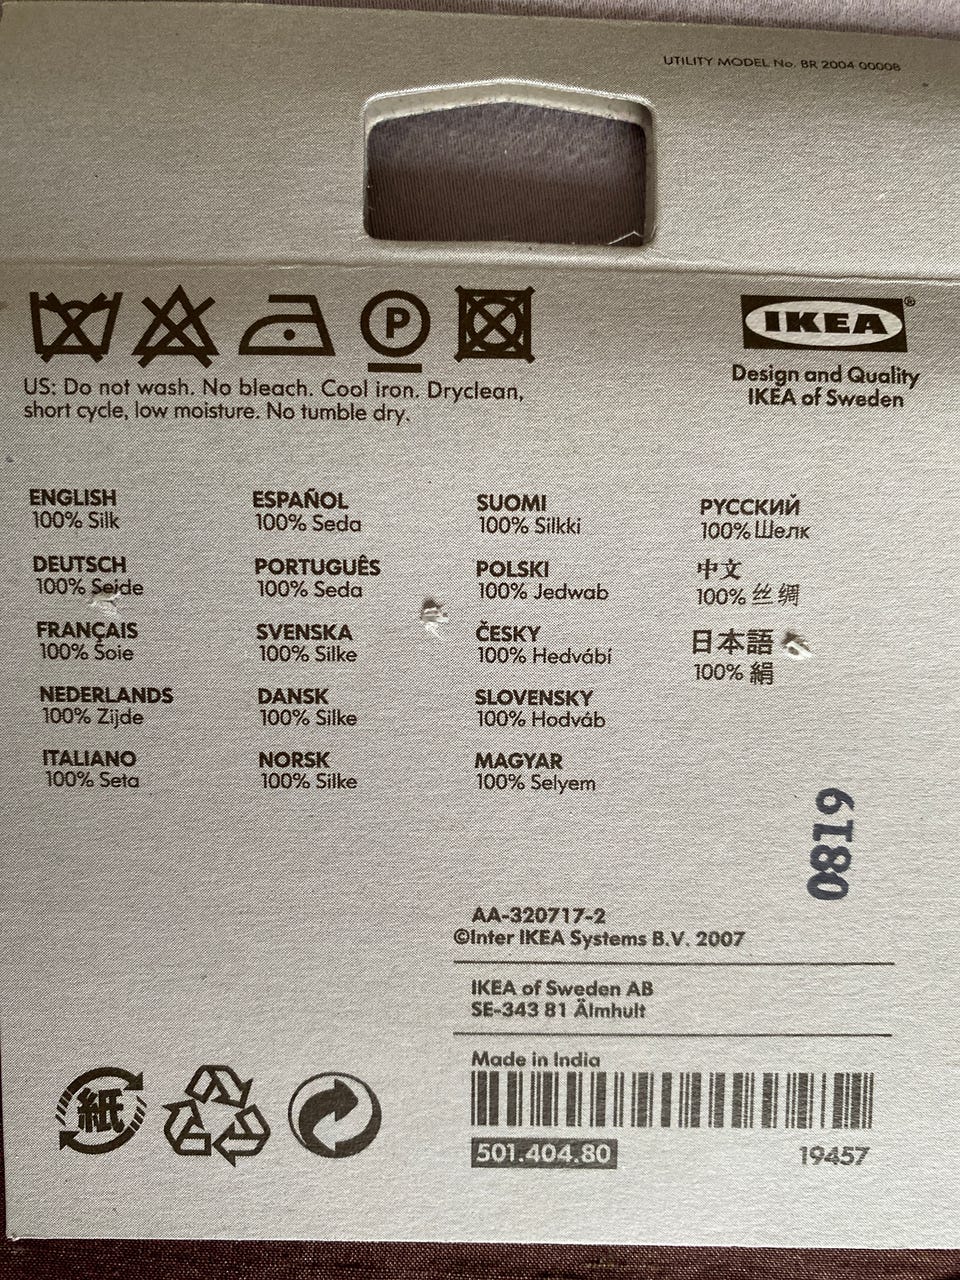 UTILITY MODEL No. BR 2004 00008
P
IKEA®
Design and Quality
IKEA of Sweden
US: Do not wash. No bleach. Cool iron. Dryclean,
short cycle, low moisture. No tumble dry.
ENGLISH
100% Silk
DEUTSCH
100% Seide
FRANÇAIS
100% Soie
NEDERLANDS
100% Zijde
ITALIANO
100% Seta
ESPAÑOL
100% Seda
PORTUGUÊS
100% Seda
SVENSKA
100% Silke
DANSK
100% Silke
NORSK
100% Silke
SUOMI
100% Silkki
POLSKI
100% Jedwab
ČESKY
100% Hedvábí
SLOVENSKY
100% Hodváb
MAGYAR
100% Selyem
РУССКИЙ
100% Шелк
中文
100% 丝绸
日本語
100% 絹
0819
AA-320717-2
©Inter IKEA Systems B.V. 2007
IKEA of Sweden AB
SE-343 81 Älmhult
Made in India
501.404.80
19457
紙